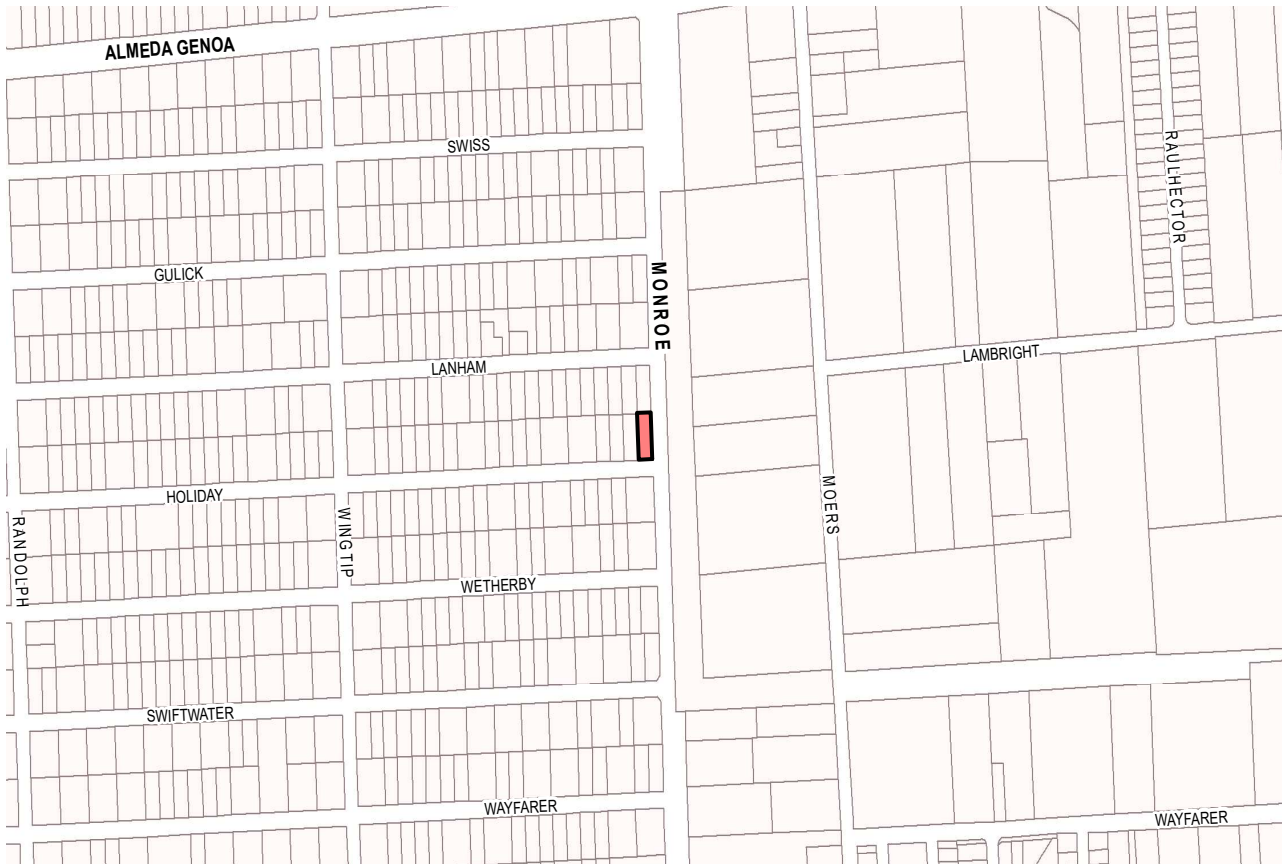 ALMEDA GENOA
SWISS
RAULHECTOR
GULICK
MONROE
LAMBRIGHT
LANHAM
HOLIDAY
MOERS
RANDOLPH
WINGTIP
WETHERBY
SWIFTWATER
WAYFARER
WAYFARER